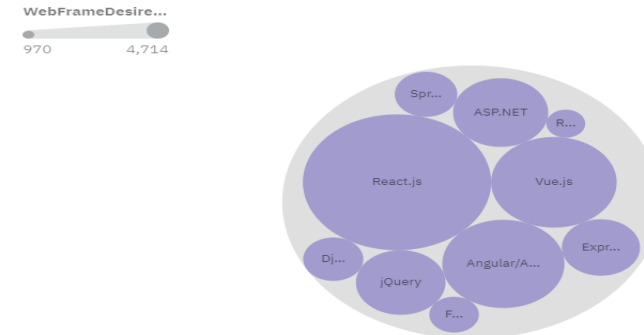 WebFrameDesire...
970 4,714
Spr...
ASP.NET
R...
React.js
Vue.js
Expr...
Dj...
Angular/A...
jQuery
F...